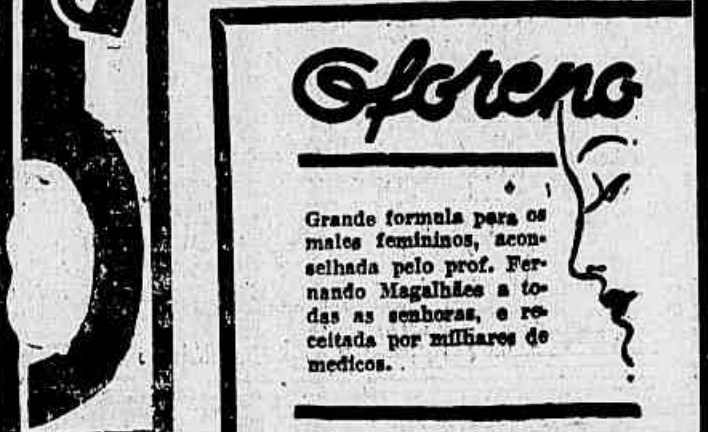 Oforeno
Grande formula para os
males femininos, acon-
selhada pelo prof. Fer-
nando Magalhães a to-
das as senhoras, e re-
ceitada por milhares de
medicos.